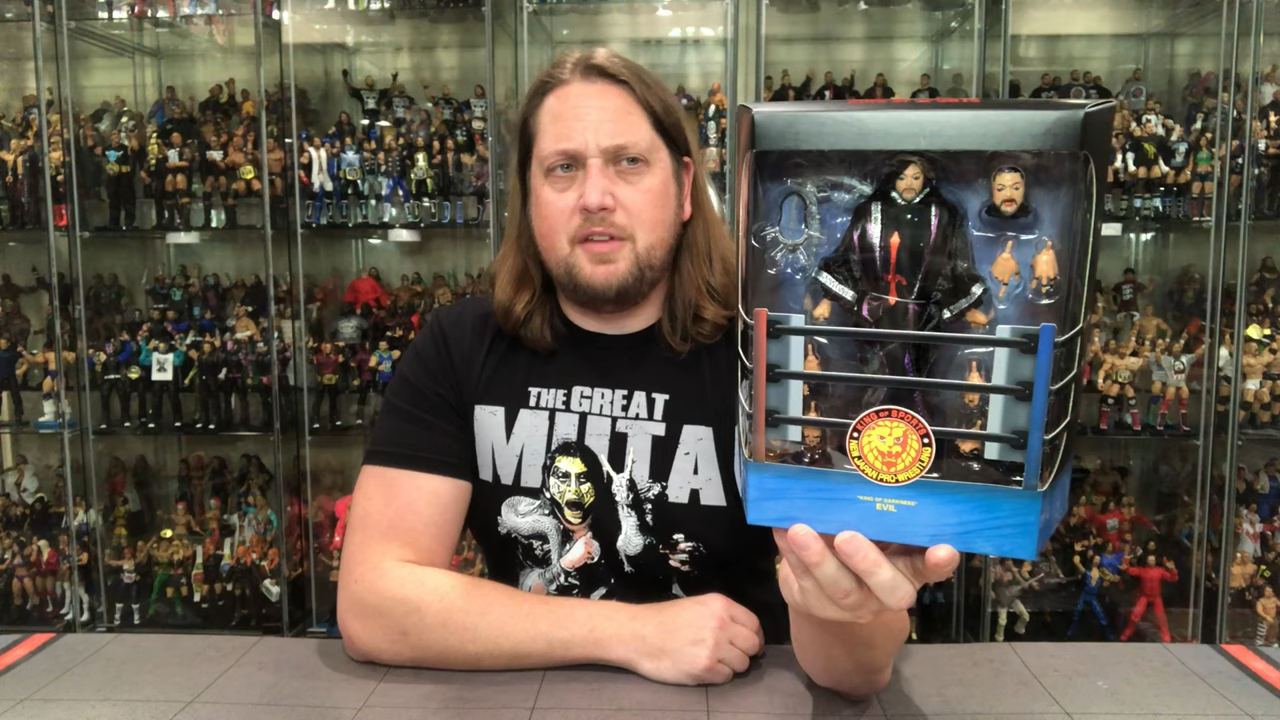 THE GREAT
MUTA
KING OF SPORTS
NEW JAPAN PRO-WRESTLING
"KING OF DARKNESS"
EVIL